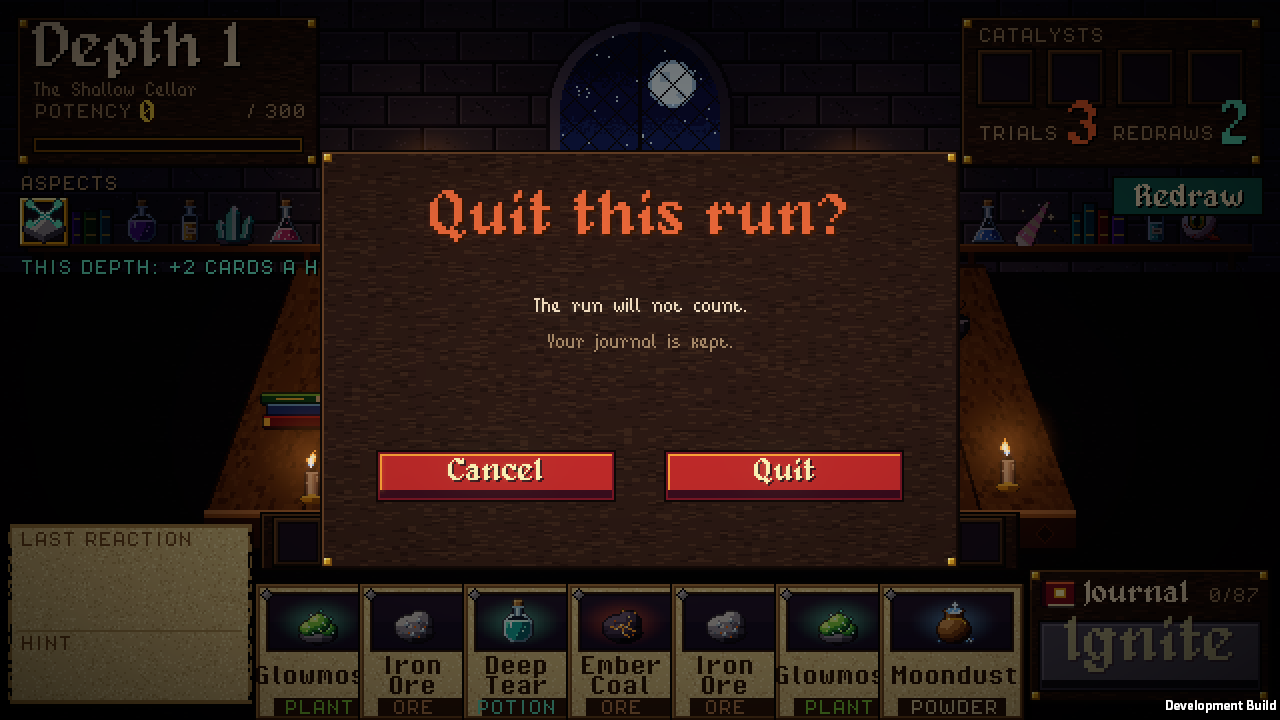 Depth 1
The Shallow Cellar
POTENCY 0 / 300
ASPECTS
THIS DEPTH: +2 CARDS A H
CATALYSTS
TRIALS 3 REDRAWS 2
Redraw
Quit this run?
The run will not count.
Your journal is kept.
Cancel
Quit
LAST REACTION
HINT
Glowmos
PLANT
Iron
Ore
ORE
Deep
Tear
POTION
Ember
Coal
ORE
Iron
Ore
ORE
Glowmos
PLANT
Moondust
POWDER
Journal 0/87
Ignite
Development Build